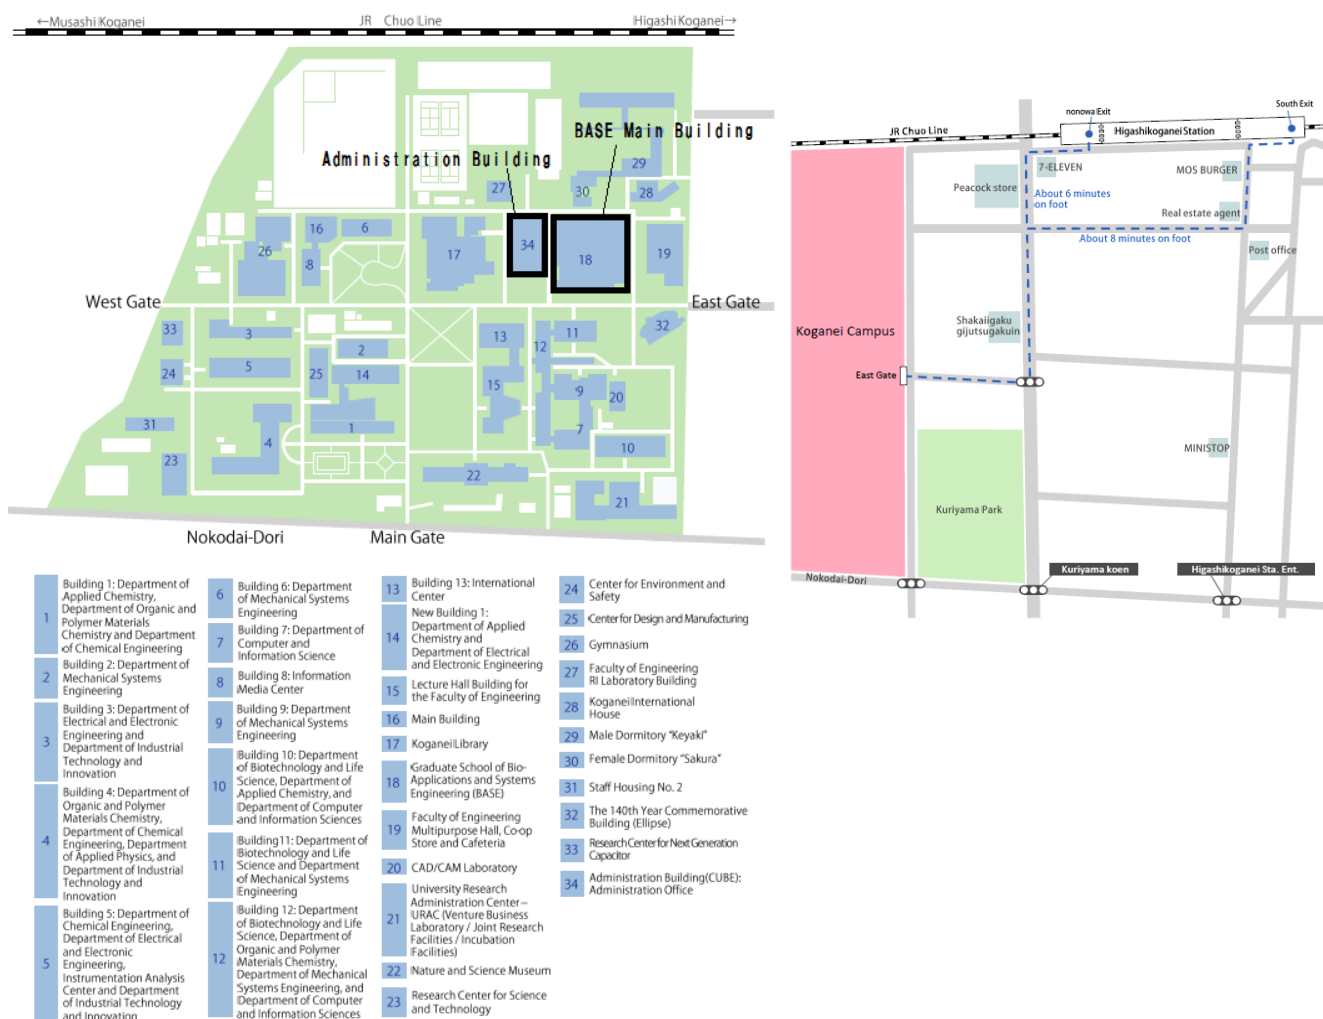 ←Musashi Koganei
JR Chuo Line
Higashi Koganei→
BASE Main Building
Administration Building
29
27
30
28
16
6
34
26
8
17
18
19
West Gate
East Gate
33
3
13
11
32
2
12
24
5
25
14
15
9
20
31
1
7
4
10
23
22
21
Nokodai-Dori
Main Gate
1
Building 1: Department of
Applied Chemistry,
Department of Organic and
Polymer Materials
Chemistry and Department
of Chemical Engineering
2
Building 2: Department of
Mechanical Systems
Engineering
3
Building 3: Department of
Electrical and Electronic
Engineering and
Department of Industrial
Technology and
Innovation
4
Building 4: Department of
Organic and Polymer
Materials Chemistry,
Department of Chemical
Engineering, Department
of Applied Physics, and
Department of Industrial
Technology and
Innovation
5
Building 5: Department of
Chemical Engineering,
Department of Electrical
and Electronic
Engineering,
Instrumentation Analysis
Center and Department
of Industrial Technology
and Innovation
6
Building 6: Department
of Mechanical Systems
Engineering
7
Building 7: Department of
Computer and
Information Science
8
Building 8: Information
Media Center
9
Building 9: Department
of Mechanical Systems
Engineering
10
Building 10: Department
of Biotechnology and Life
Science, Department of
Applied Chemistry, and
Department of Computer
and Information Sciences
11
Building11: Department of
Biotechnology and Life
Science and Department
of Mechanical Systems
Engineering
12
Building 12: Department
of Biotechnology and Life
Science, Department of
Organic and Polymer
Materials Chemistry,
Department of Mechanical
Systems Engineering, and
Department of Computer
and Information Sciences
13
Building 13: International
Center
14
New Building 1:
Department of Applied
Chemistry and
Department of Electrical
and Electronic Engineering
15
Lecture Hall Building for
the Faculty of Engineering
16
Main Building
17
Koganei Library
18
Graduate School of Bio-
Applications and Systems
Engineering (BASE)
19
Faculty of Engineering
Multipurpose Hall, Co-op
Store and Cafeteria
20
CAD/CAM Laboratory
21
University Research
Administration Center–
URAC (Venture Business
Laboratory / Joint Research
Facilities / Incubation
Facilities)
22
Nature and Science Museum
23
Research Center for Science
and Technology
24
Center for Environment and
Safety
25
Center for Design and Manufacturing
26
Gymnasium
27
Faculty of Engineering
RI Laboratory Building
28
Koganei International
House
29
Male Dormitory “Keyaki”
30
Female Dormitory “Sakura”
31
Staff Housing No. 2
32
The 140th Year Commemorative
Building (Ellipse)
33
Research Center for Next Generation
Capacitor
34
Administration Building(CUBE):
Administration Office
nonowa Exit
South Exit
JR Chuo Line
Higashikoganei Station
7-ELEVEN
MOS BURGER
Peacock store
About 6 minutes
on foot
Real estate agent
About 8 minutes on foot
Post office
Shakaiigaku
gijutsugakuin
Koganei Campus
East Gate
MINISTOP
Kuriyama Park
Nokodai-Dori
Kuriyama koen
Higashikoganei Sta. Ent.